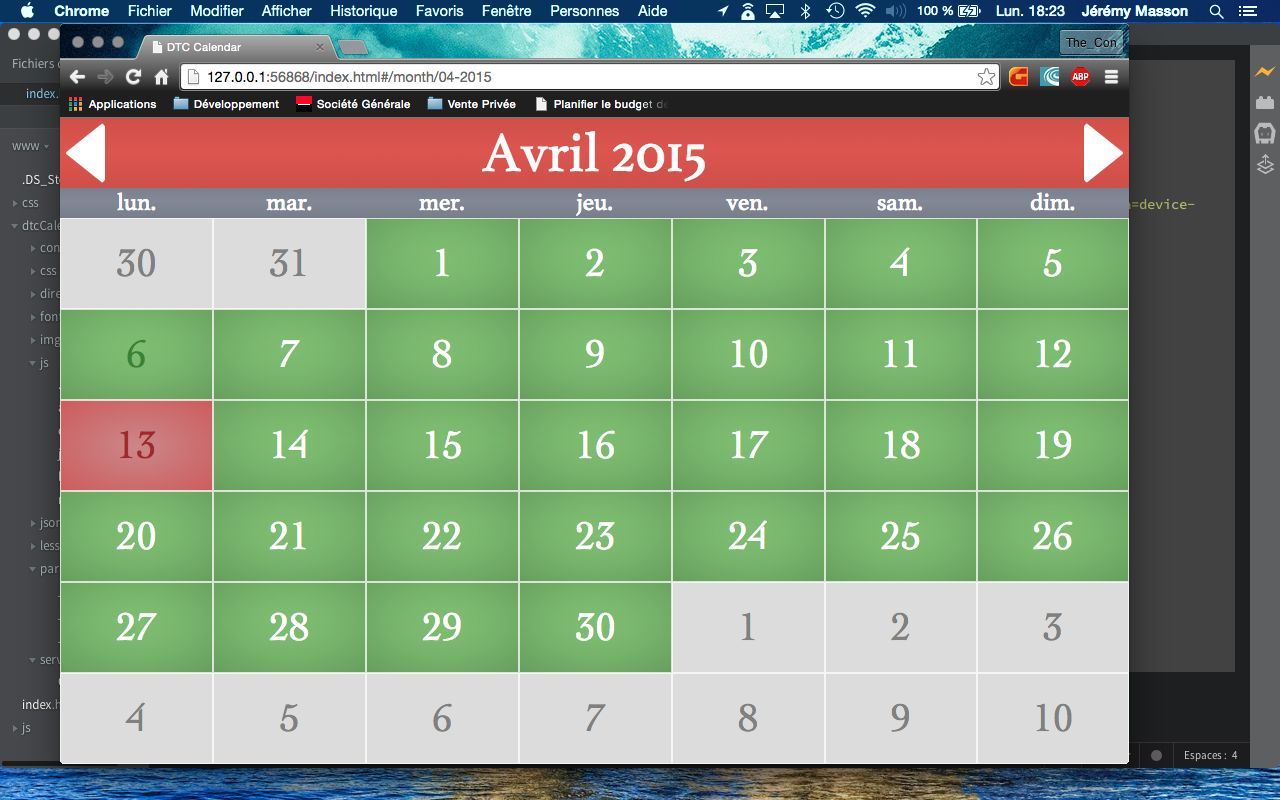 Chrome Fichier Modifier Afficher Historique Favoris Fenêtre Personnes Aide 100 % Lun. 18:23 Jérémy Masson
DTC Calendar
The_Con
Fichiers
127.0.0.1:56868/index.html#/month/04-2015
index.
ABP
Applications Développement Société Générale Vente Privée Planifier le budget de
www
Avril 2015
.DS_St
css
lun. mar. mer. jeu. ven. sam. dim.
=device-
dtcCale
con
css
dire
font
img
js
30 31 1 2 3 4 5
6 7 8 9 10 11 12
13 14 15 16 17 18 19
20 21 22 23 24 25 26
json
less
par
27 28 29 30 1 2 3
serv
index.h
js
4 5 6 7 8 9 10
Espaces : 4